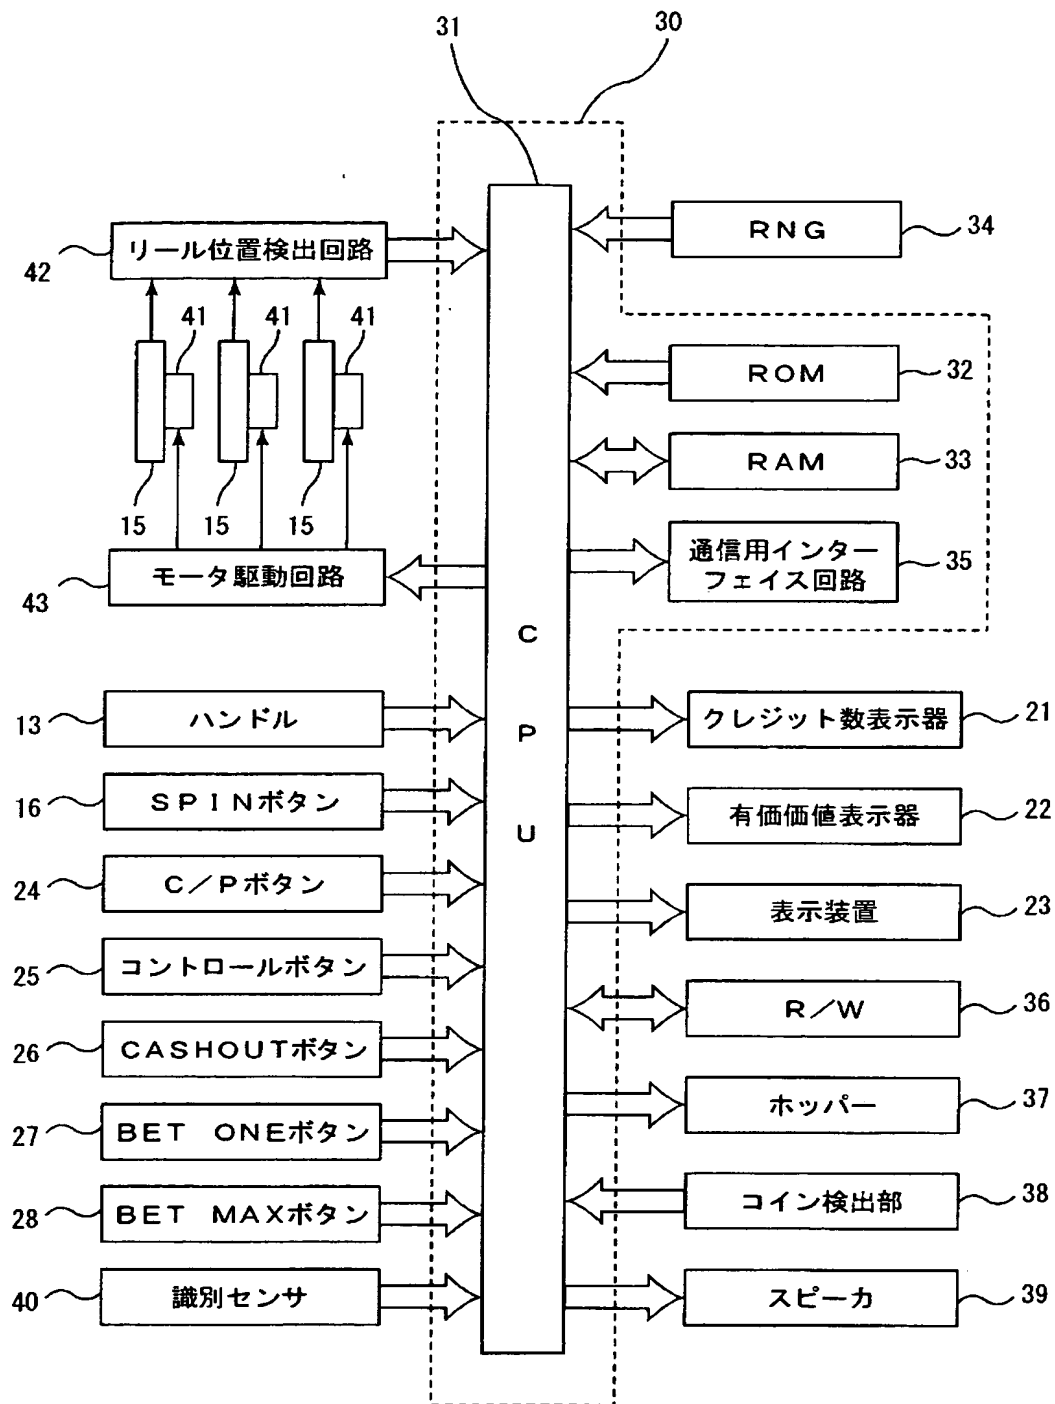 31
30
リール位置検出回路
42
RNG
34
41
41
41
ROM
32
RAM
33
15
15
15
通信用インター
フェイス回路
35
モータ駆動回路
43
C
P
U
ハンドル
13
クレジット数表示器
21
SPINボタン
16
有価価値表示器
22
C/Pボタン
24
表示装置
23
コントロールボタン
25
R/W
36
CASHOUTボタン
26
ホッパー
37
BET ONEボタン
27
コイン検出部
38
BET MAXボタン
28
スピーカ
39
識別センサ
40